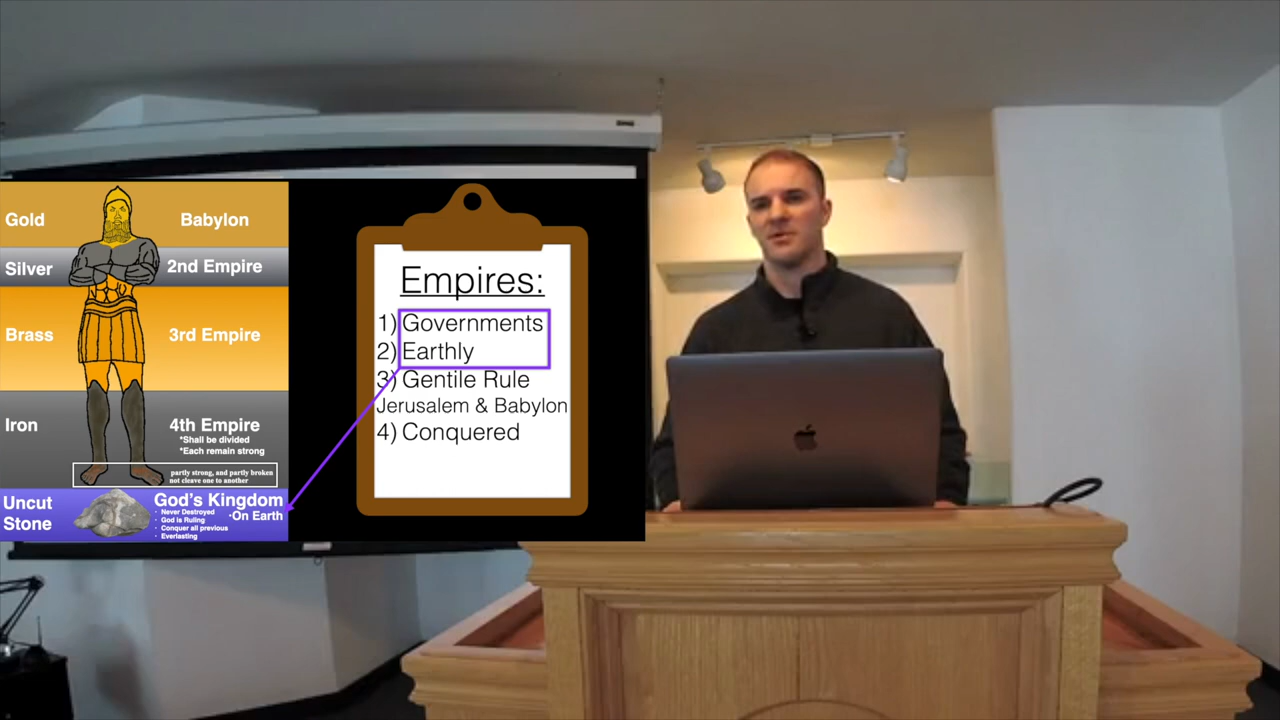 Gold
Babylon
Silver
2nd Empire
Brass
3rd Empire
Iron
4th Empire
*Shall be divided
*Each remain strong
partly strong, and partly broken
not cleave one to another
Uncut
Stone
God's Kingdom
·On Earth
· Never Destroyed
· God is Ruling
· Conquer all previous
· Everlasting
Empires:
1) Governments
2) Earthly
3) Gentile Rule
Jerusalem & Babylon
4) Conquered